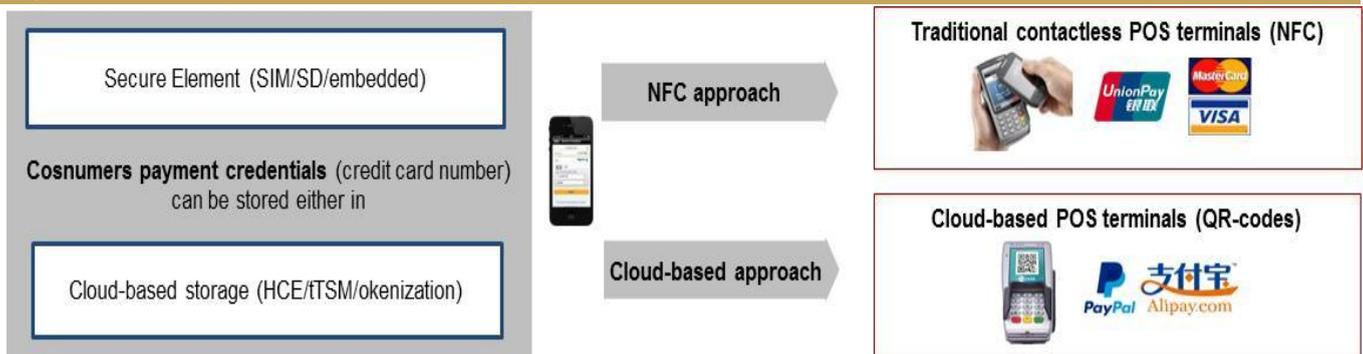 Secure Element (SIM/SD/embedded)
Cosnumers payment credentials (credit card number)
can be stored either in
Cloud-based storage (HCE/tTSM/okenization)
NFC approach
Cloud-based approach
Traditional contactless POS terminals (NFC)
UnionPay
银联
MasterCard
VISA
Cloud-based POS terminals (QR-codes)
PayPal
支付宝™
Alipay.com